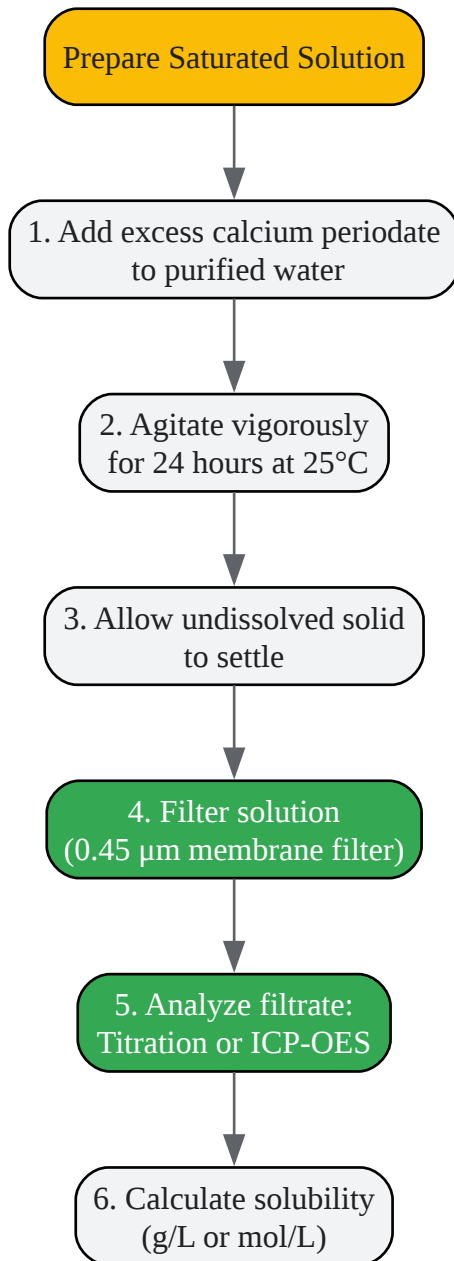 Prepare Saturated Solution
1. Add excess calcium periodate
to purified water
2. Agitate vigorously
for 24 hours at 25°C
3. Allow undissolved solid
to settle
4. Filter solution
(0.45 μm membrane filter)
5. Analyze filtrate:
Titration or ICP-OES
6. Calculate solubility
(g/L or mol/L)